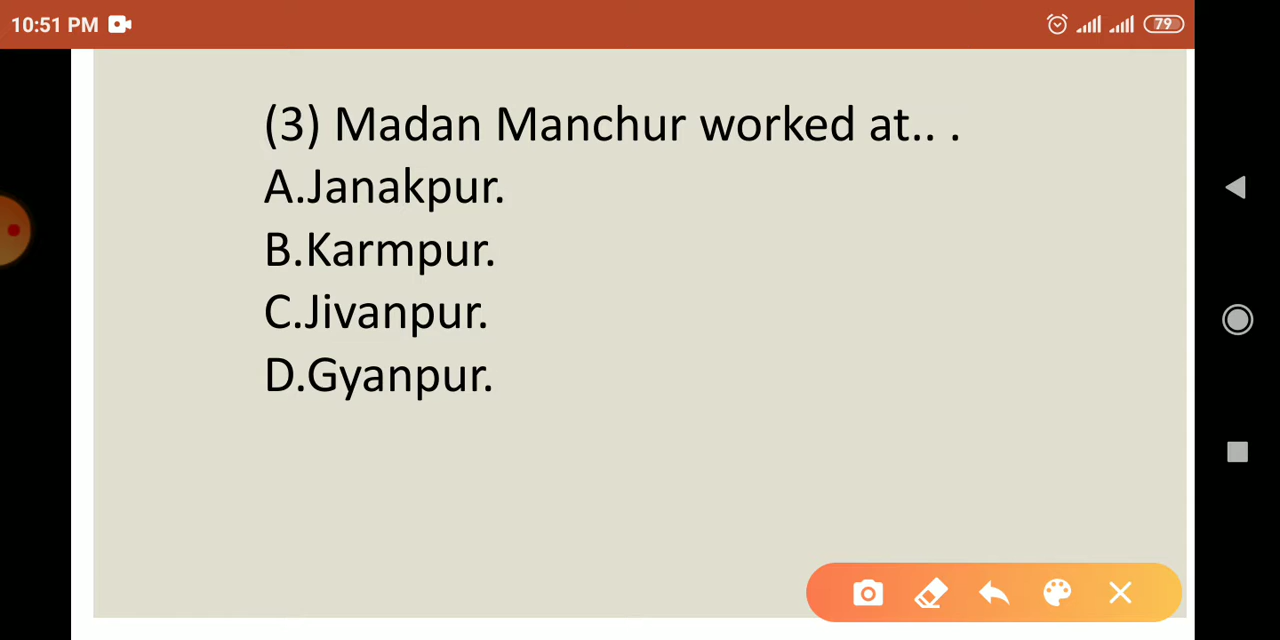 10:51 PM
79
(3) Madan Manchur worked at.. .
A.Janakpur.
B.Karmpur.
C.Jivanpur.
D.Gyanpur.